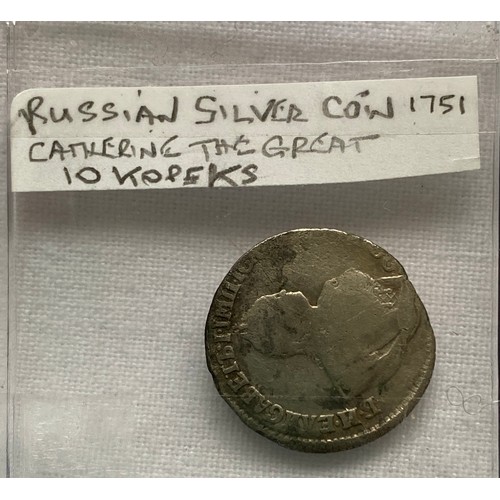 RUSSIAN SILVER COIN 1751
CATHERINE THE GREAT
10 KOPEKS